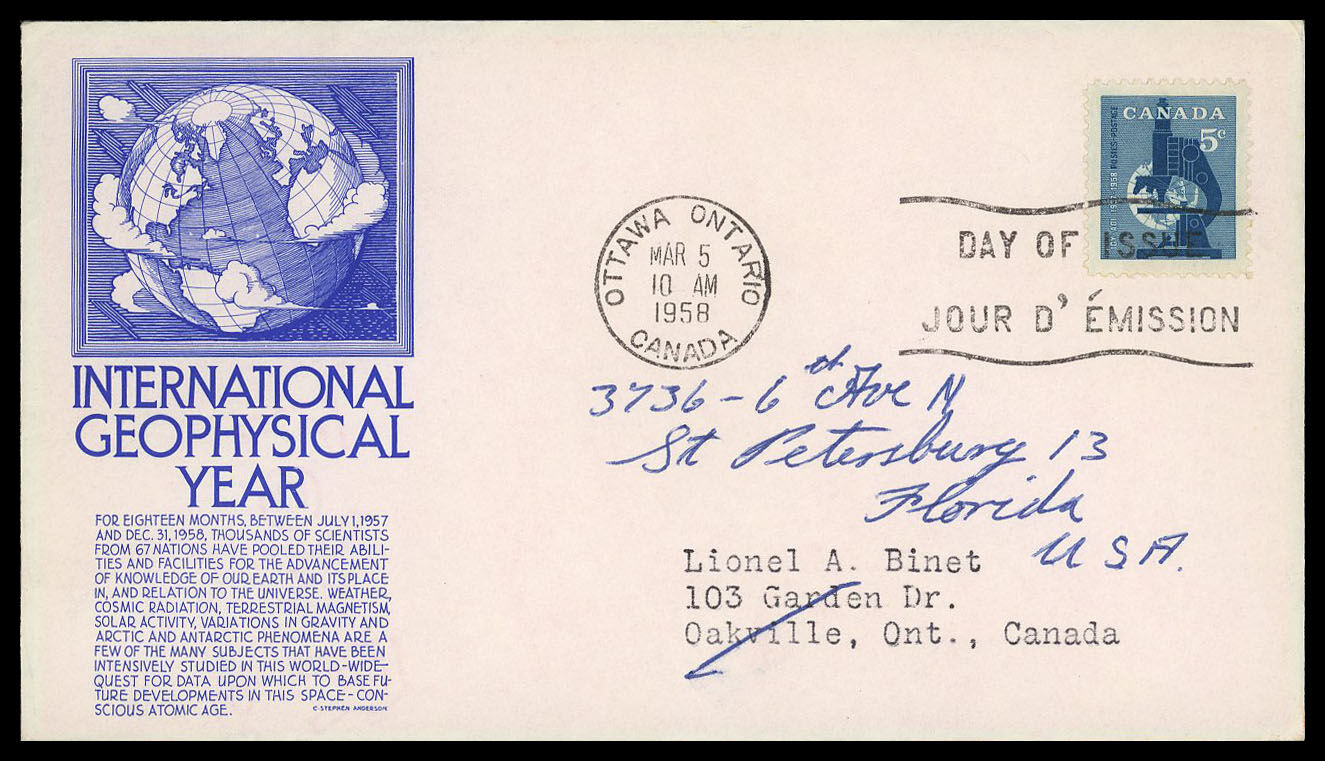 INTERNATIONAL
GEOPHYSICAL
YEAR
FOR EIGHTEEN MONTHS, BETWEEN JULY 1, 1957
AND DEC. 31, 1958, THOUSANDS OF SCIENTISTS
FROM 67 NATIONS HAVE POOLED THEIR ABILI-
TIES AND FACILITIES FOR THE ADVANCEMENT
OF KNOWLEDGE OF OUR EARTH AND ITS PLACE
IN, AND RELATION TO THE UNIVERSE. WEATHER,
COSMIC RADIATION, TERRESTRIAL MAGNETISM,
SOLAR ACTIVITY, VARIATIONS IN GRAVITY AND
ARCTIC AND ANTARCTIC PHENOMENA ARE A
FEW OF THE MANY SUBJECTS THAT HAVE BEEN
INTENSIVELY STUDIED IN THIS WORLD-WIDE-
QUEST FOR DATA UPON WHICH TO BASE FU-
TURE DEVELOPMENTS IN THIS SPACE-CON-
SCIOUS ATOMIC AGE.
C. STEPHEN ANDERSON
OTTAWA ONTARIO
MAR 5
10 AM
1958
CANADA
CANADA
5¢
POSTES POSTAGE
1957-1958
DAY OF ISSUE
JOUR D' ÉMISSION
3736 - 6th Ave N
St Petersburg 13
Florida
U S A.
Lionel A. Binet
103 Garden Dr.
Oakville, Ont., Canada